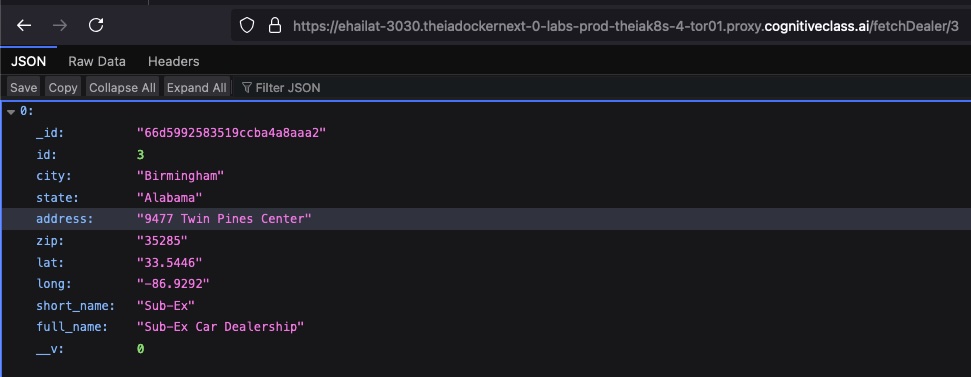 https://ehailat-3030.theiadockernext-0-labs-prod-theiak8s-4-tor01.proxy.cognitiveclass.ai/fetchDealer/3
JSON Raw Data Headers
Save Copy Collapse All Expand All Filter JSON
0:
_id: "66d5992583519ccba4a8aaa2"
id: 3
city: "Birmingham"
state: "Alabama"
address: "9477 Twin Pines Center"
zip: "35285"
lat: "33.5446"
long: "-86.9292"
short_name: "Sub-Ex"
full_name: "Sub-Ex Car Dealership"
__v: 0